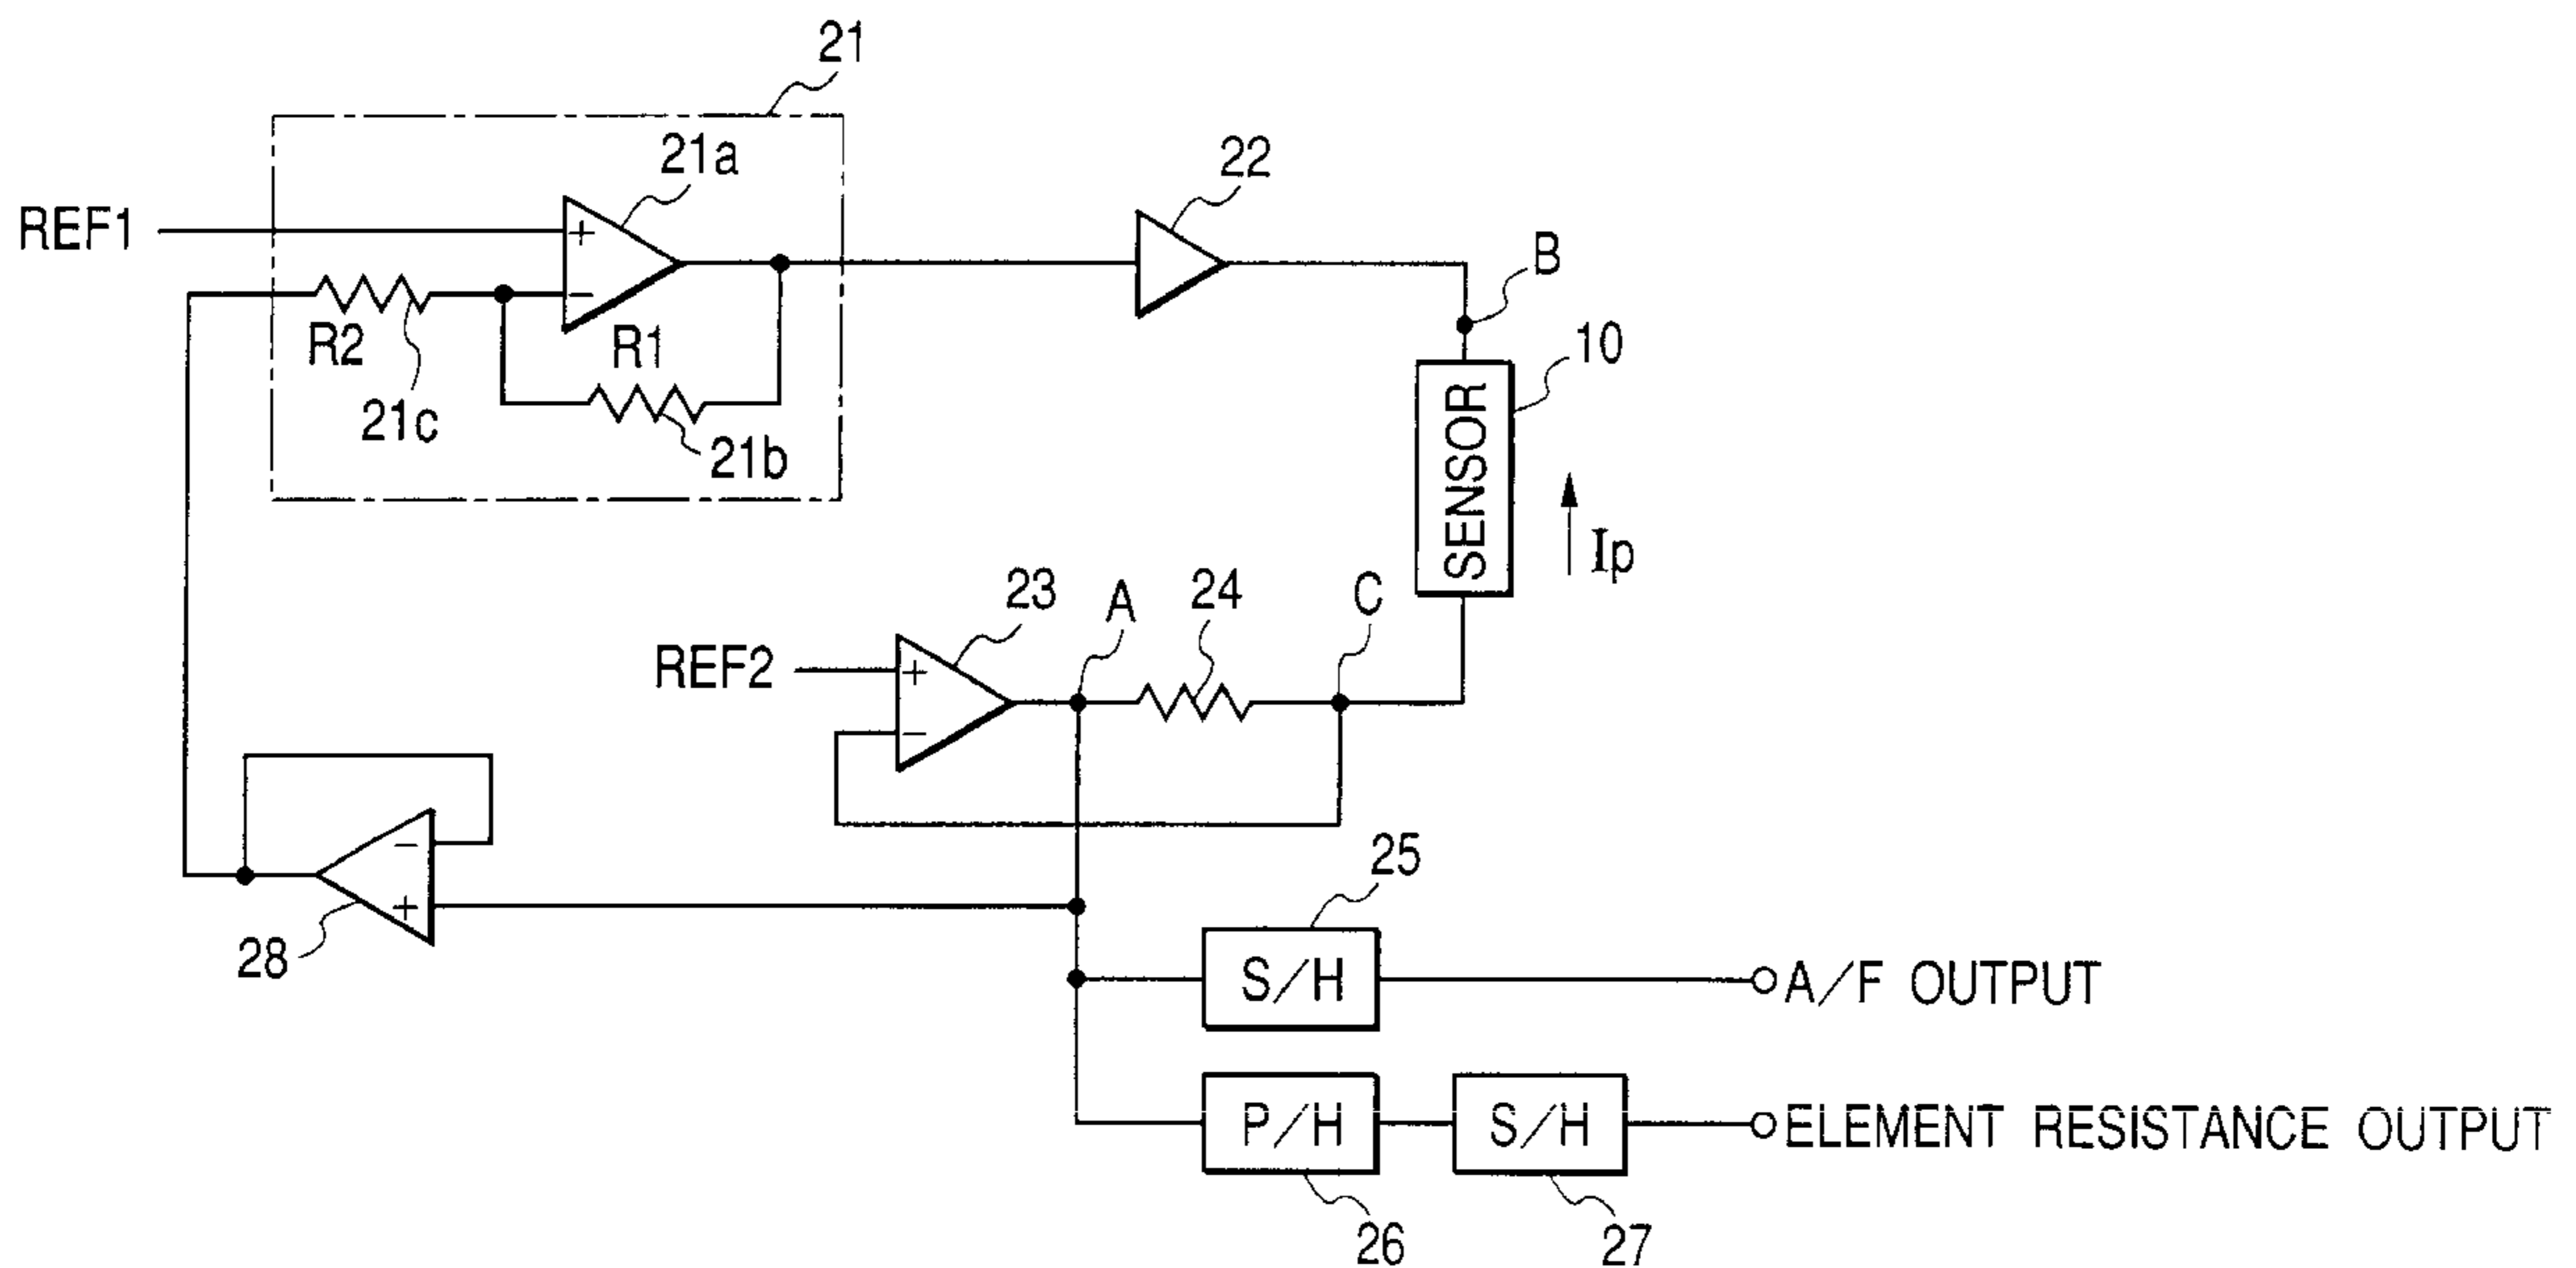 21
21a
22
REF1
+
B
−
R2
R1
10
21c
21b
SENSOR
Ip
23
A
24
C
REF2
+
−
−
25
+
28
S/H
A/F OUTPUT
P/H
S/H
ELEMENT RESISTANCE OUTPUT
26
27